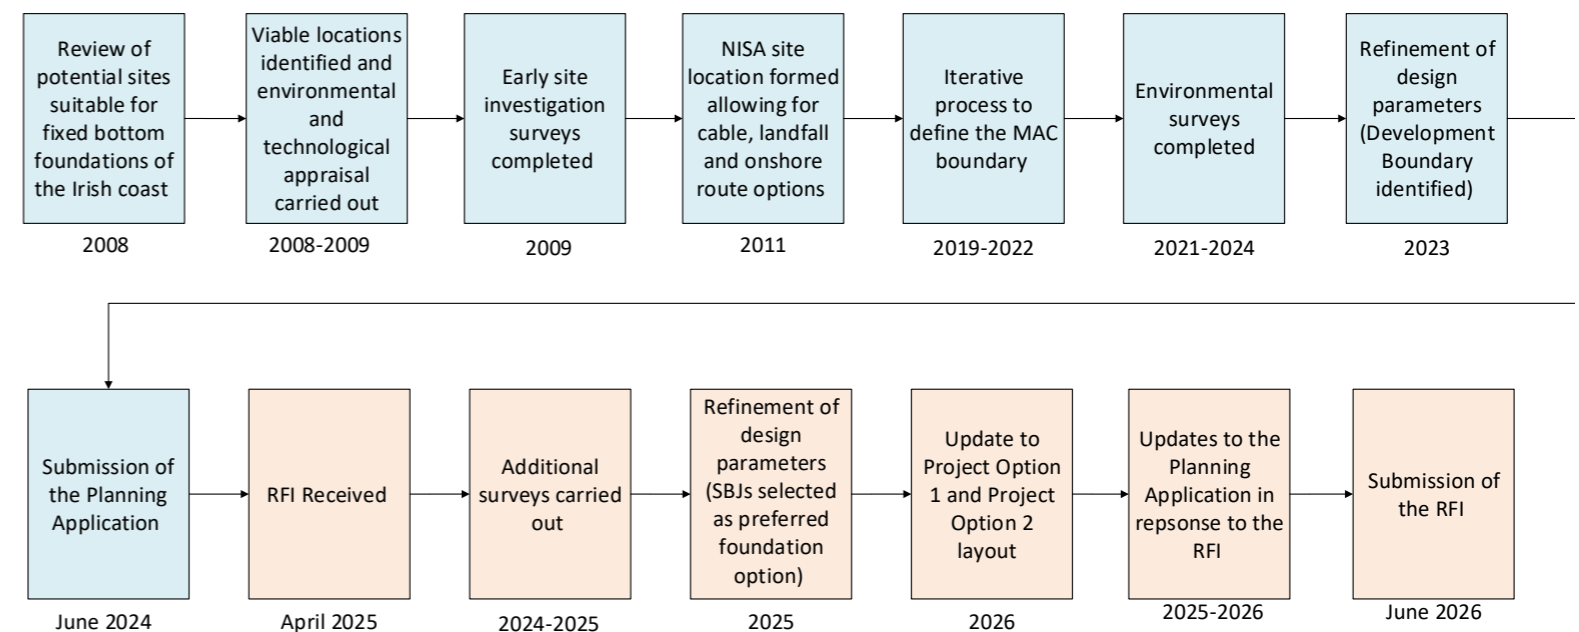 Review of
potential sites
suitable for
fixed bottom
foundations of
the Irish coast
2008
Viable locations
identified and
environmental
and
technological
appraisal
carried out
2008-2009
Early site
investigation
surveys
completed
2009
NISA site
location formed
allowing for
cable, landfall
and onshore
route options
2011
Iterative
process to
define the MAC
boundary
2019-2022
Environmental
surveys
completed
2021-2024
Refinement of
design
parameters
(Development
Boundary
identified)
2023
Submission of
the Planning
Application
June 2024
RFI Received
April 2025
Additional
surveys carried
out
2024-2025
Refinement of
design
parameters
(SBJs selected
as preferred
foundation
option)
2025
Update to
Project Option
1 and Project
Option 2
layout
2026
Updates to the
Planning
Application in
repsonse to the
RFI
2025-2026
Submission of
the RFI
June 2026